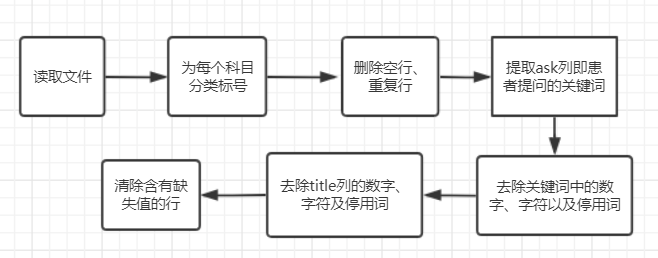 读取文件
为每个科目
分类标号
删除空行、
重复行
提取ask列即患
者提问的关键词
去除关键词中的数
字、字符以及停用词
去除title列的数字、
字符及停用词
清除含有缺
失值的行